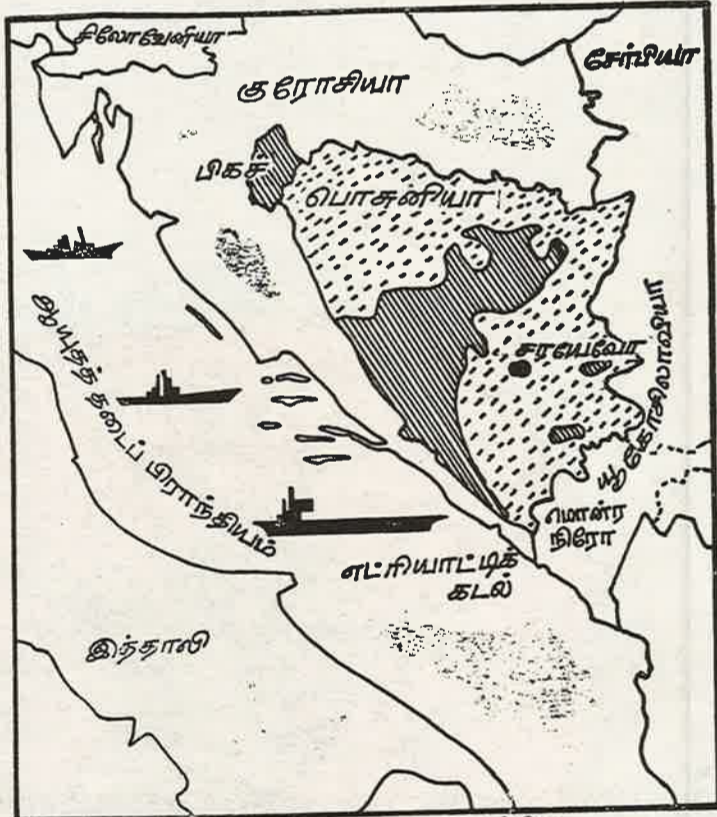 சிலோவேனியா
சேர்பியா
குரோசியா
பிகச்
பொசுனியா
ஆயுதத் தடைப் பிராந்தியம்
சரயேவோ
யூகோசிலாவியா
மொன்ர
நிரோ
எட்ரியாட்டிக்
கடல்
இத்தாலி